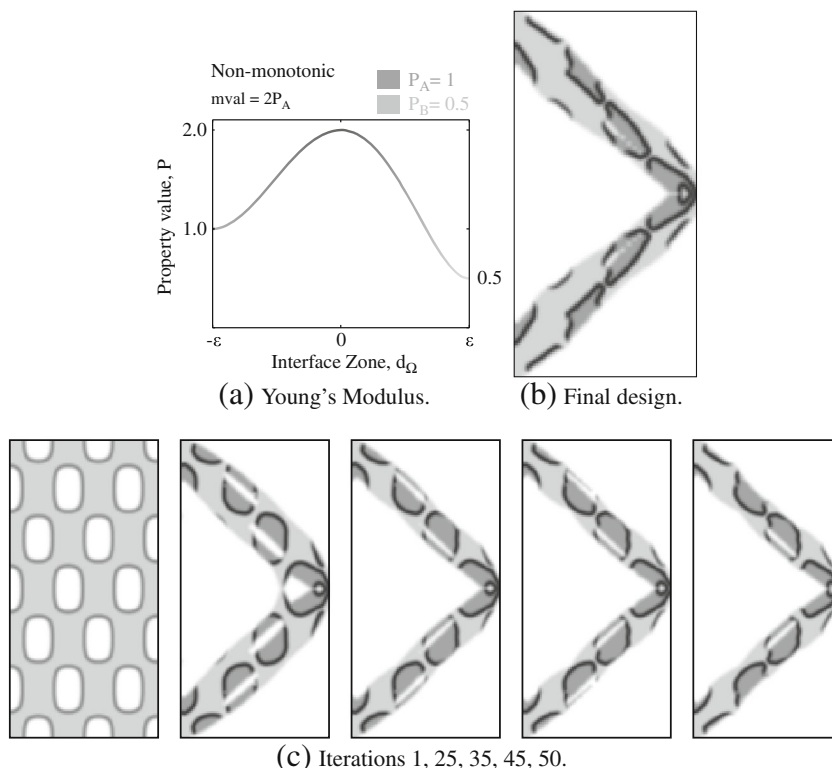 Non-monotonic
mval = 2P_A
P_A= 1
P_B= 0.5
2.0
1.0
0.5
Property value, P
-ε 0 ε
Interface Zone, d_Ω
(a) Young's Modulus.
(b) Final design.
(c) Iterations 1, 25, 35, 45, 50.